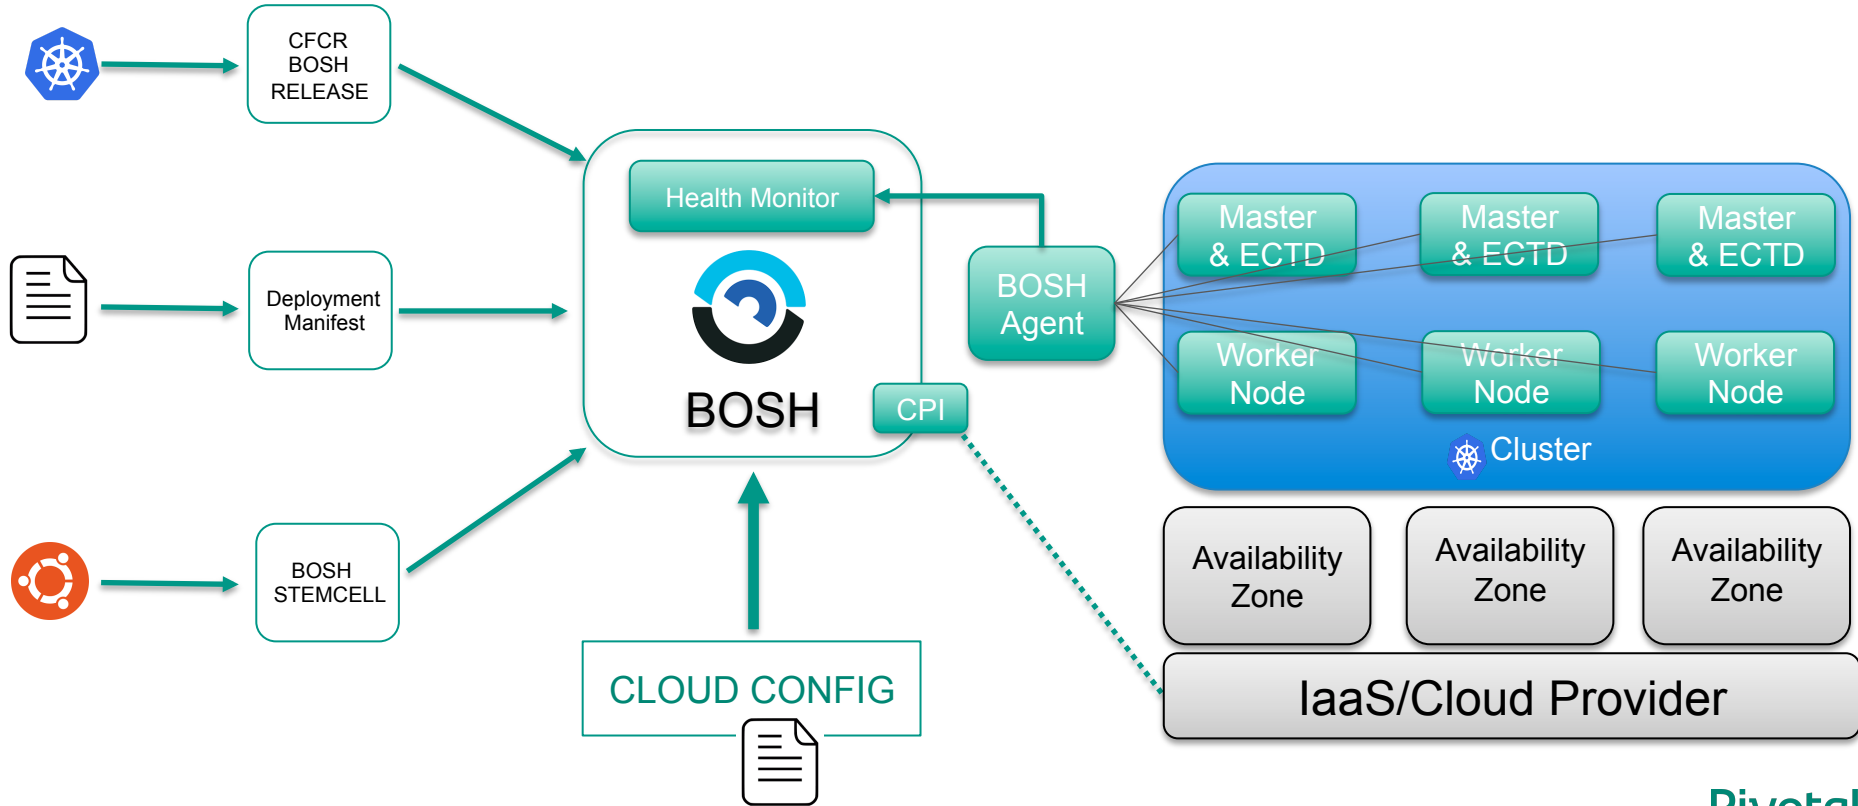 CFCR
BOSH
RELEASE
Health Monitor
Master
& ECTD
Master
& ECTD
Master
& ECTD
Deployment
Manifest
BOSH
Agent
BOSH
CPI
Worker
Node
Worker
Node
Worker
Node
Cluster
BOSH
STEMCELL
Availability
Zone
Availability
Zone
Availability
Zone
CLOUD CONFIG
IaaS/Cloud Provider
Pivotal